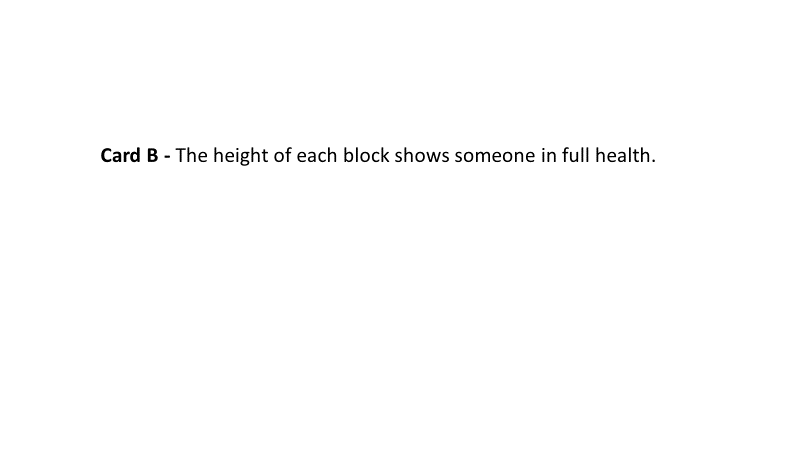 Card B - The height of each block shows someone in full health.